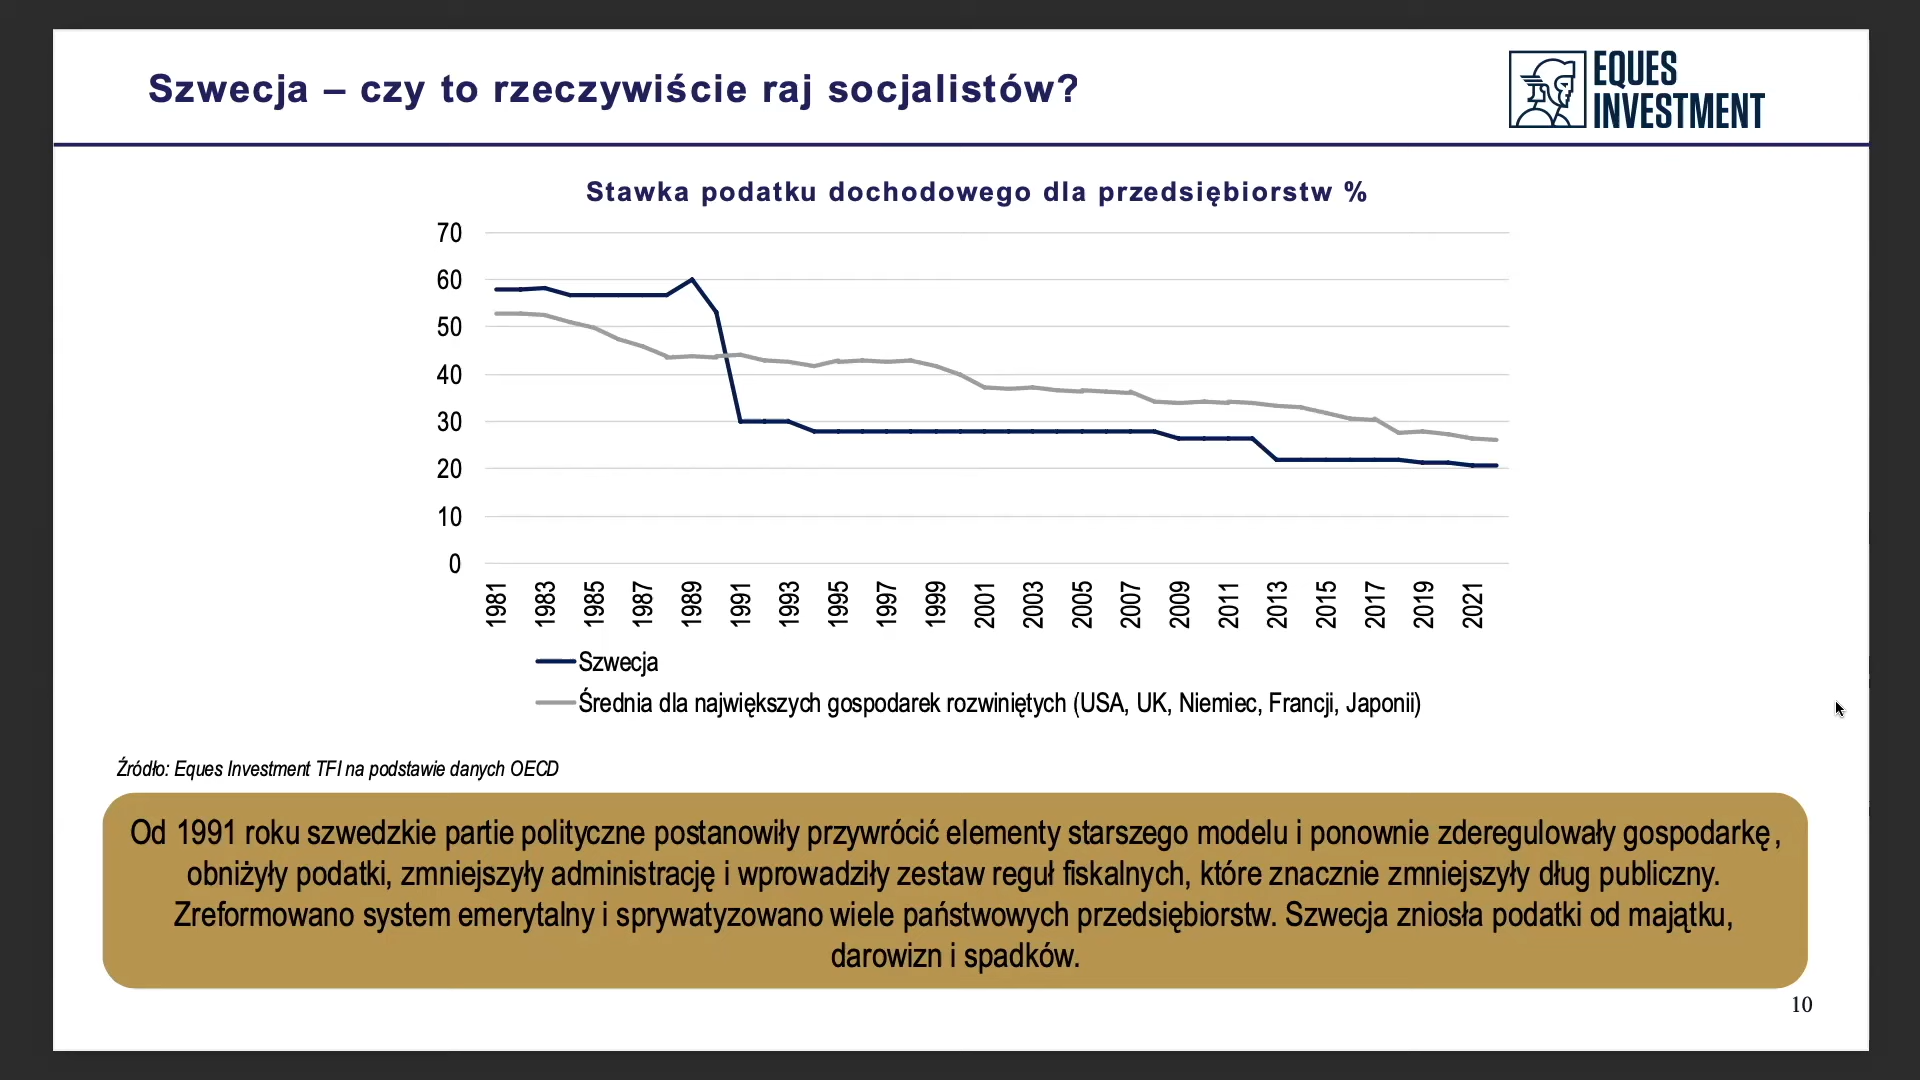 Szwecja – czy to rzeczywiście raj socjalistów?
EQUES
INVESTMENT
Stawka podatku dochodowego dla przedsiębiorstw %
70
60
50
40
30
20
10
0
1981
1983
1985
1987
1989
1991
1993
1995
1997
1999
2001
2003
2005
2007
2009
2011
2013
2015
2017
2019
2021
Szwecja
Średnia dla największych gospodarek rozwiniętych (USA, UK, Niemiec, Francji, Japonii)
Źródło: Eques Investment TFI na podstawie danych OECD
Od 1991 roku szwedzkie partie polityczne postanowiły przywrócić elementy starszego modelu i ponownie zderegulowały gospodarkę,
obniżyły podatki, zmniejszyły administrację i wprowadziły zestaw reguł fiskalnych, które znacznie zmniejszyły dług publiczny.
Zreformowano system emerytalny i sprywatyzowano wiele państwowych przedsiębiorstw. Szwecja zniosła podatki od majątku,
darowizn i spadków.
10